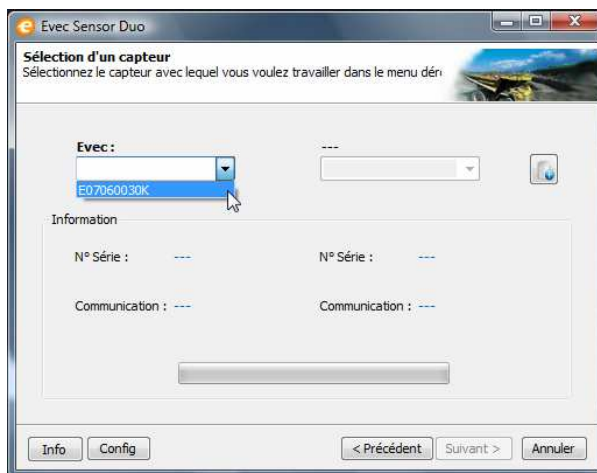 Evec Sensor Duo
Sélection d'un capteur
Sélectionnez le capteur avec lequel vous voulez travailler dans le menu déro
Evec :
---
E07060030K
Information
N° Série : ---
N° Série : ---
Communication : ---
Communication : ---
Info
Config
< Précédent
Suivant >
Annuler